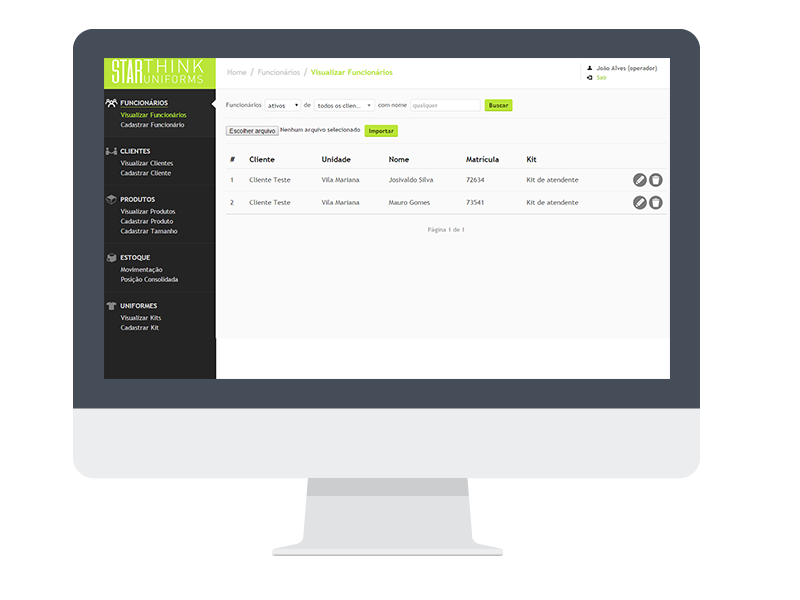 STARTHINK
UNIFORMS
Home / Funcionários / Visualizar Funcionários
João Alves (operador)
Sair
FUNCIONÁRIOS
Visualizar Funcionários
Cadastrar Funcionário
CLIENTES
Visualizar Clientes
Cadastrar Cliente
PRODUTOS
Visualizar Produtos
Cadastrar Produto
Cadastrar Tamanho
ESTOQUE
Movimentação
Posição Consolidada
UNIFORMES
Visualizar Kits
Cadastrar Kit
Funcionários ativos de todos os clien... com nome qualquer Buscar
Escolher arquivo Nenhum arquivo selecionado Importar
# Cliente Unidade Nome Matrícula Kit
1 Cliente Teste Vila Mariana Josivaldo Silva 72634 Kit de atendente
2 Cliente Teste Vila Mariana Mauro Gomes 73541 Kit de atendente
Página 1 de 1